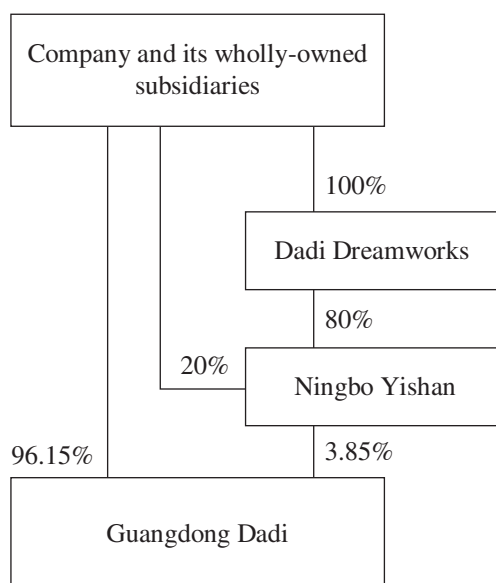 Company and its wholly-owned
subsidiaries
100%
Dadi Dreamworks
80%
20%
Ningbo Yishan
96.15%
3.85%
Guangdong Dadi